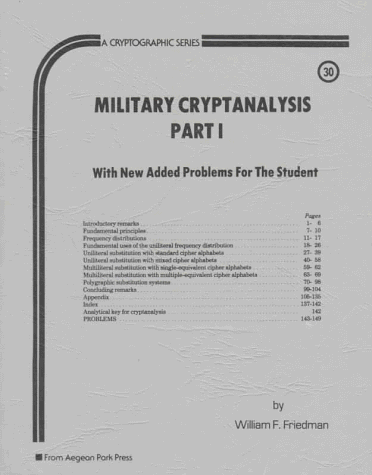 A CRYPTOGRAPHIC SERIES
30
MILITARY CRYPTANALYSIS
PART I
With New Added Problems For The Student
Pages
Introductory remarks 1- 6
Fundamental principles 7- 10
Frequency distributions 11- 17
Fundamental uses of the uniliteral frequency distribution 18- 26
Uniliteral substitution with standard cipher alphabets 27- 39
Uniliteral substitution with mixed cipher alphabets 40- 58
Multiliteral substitution with single-equivalent cipher alphabets 59- 62
Multiliteral substitution with multiple-equivalent cipher alphabets 63- 69
Polygraphic substitution systems 70- 98
Concluding remarks 99-104
Appendix
Index 137-142
Analytical key for cryptanalysis 142
PROBLEMS 143-149
by
William F. Friedman
From Aegean Park Press